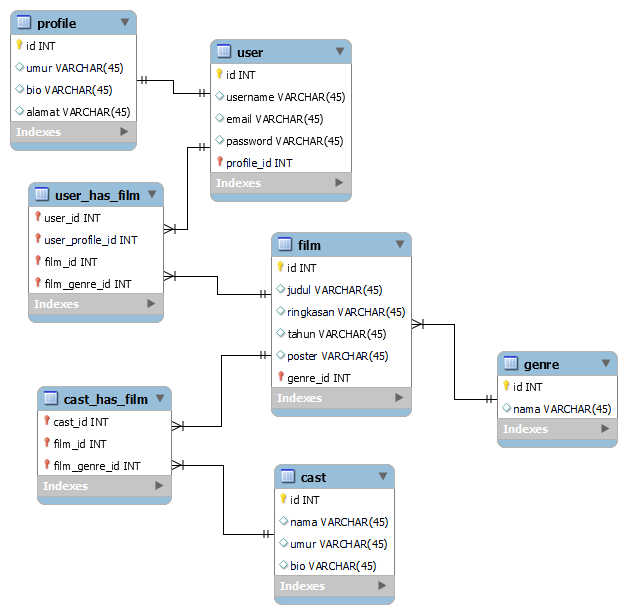 profile
id INT
umur VARCHAR(45)
bio VARCHAR(45)
alamat VARCHAR(45)
Indexes
user
id INT
username VARCHAR(45)
email VARCHAR(45)
password VARCHAR(45)
profile_id INT
Indexes
user_has_film
user_id INT
user_profile_id INT
film_id INT
film_genre_id INT
Indexes
film
id INT
judul VARCHAR(45)
ringkasan VARCHAR(45)
tahun VARCHAR(45)
poster VARCHAR(45)
genre_id INT
Indexes
genre
id INT
nama VARCHAR(45)
Indexes
cast_has_film
cast_id INT
film_id INT
film_genre_id INT
Indexes
cast
id INT
nama VARCHAR(45)
umur VARCHAR(45)
bio VARCHAR(45)
Indexes